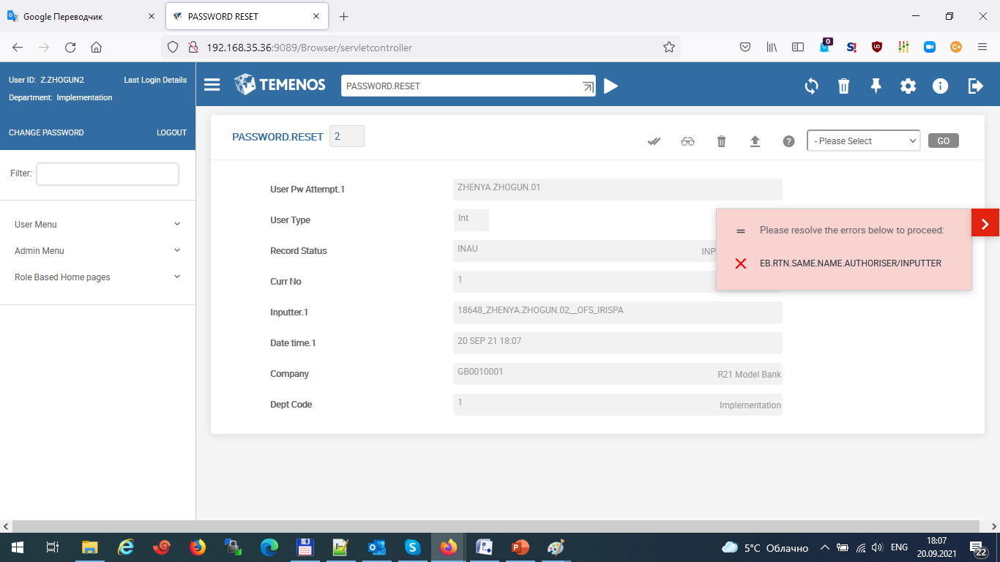 Google Переводчик
PASSWORD RESET
192.168.35.36:9089/Browser/servletcontroller
0
S!
UD
C+
User ID: Z.ZHOGUN2
Last Login Details
Department: Implementation
CHANGE PASSWORD
LOGOUT
TEMENOS
PASSWORD.RESET
Filter:
User Menu
Admin Menu
Role Based Home pages
PASSWORD.RESET 2
- Please Select
GO
User Pw Attempt.1
ZHENYA.ZHOGUN.01
User Type
Int
Record Status
INAU
INP
Curr No
1
Inputter.1
18648_ZHENYA.ZHOGUN.02__OFS_IRISPA
Date time.1
20 SEP 21 18:07
Company
GB0010001
R21 Model Bank
Dept Code
1
Implementation
Please resolve the errors below to proceed:
EB.RTN.SAME.NAME.AUTHORISER/INPUTTER
5°C Облачно
ENG
18:07
20.09.2021
22